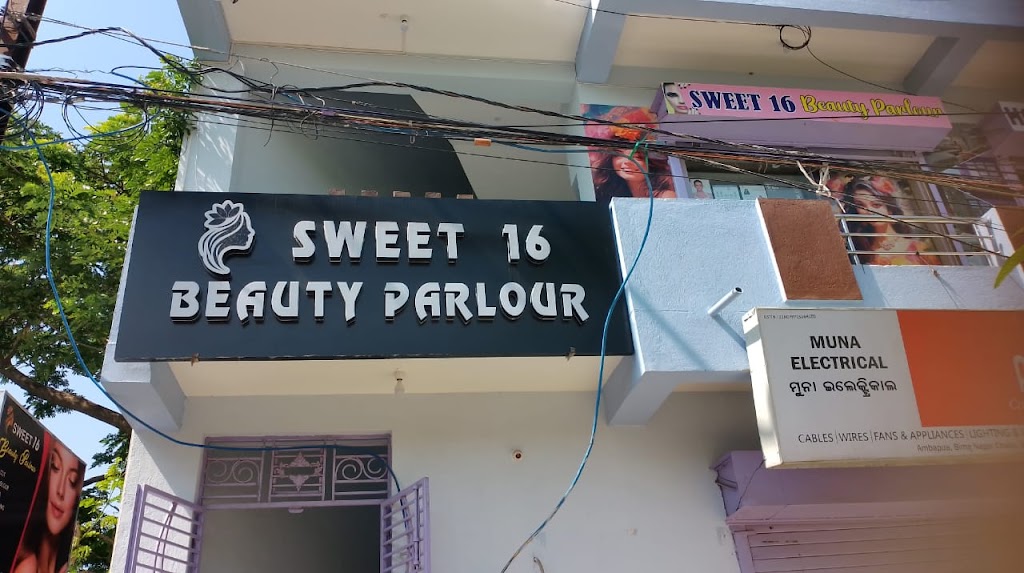 SWEET 16 Beauty Parlour
SWEET 16
BEAUTY PARLOUR
MUNA
ELECTRICAL
ମୁନା ଇଲେକ୍ଟ୍ରିକାଲ
CABLES|WIRES|FANS & APPLIANCES|LIGHTING &
SWEET 16
Beauty